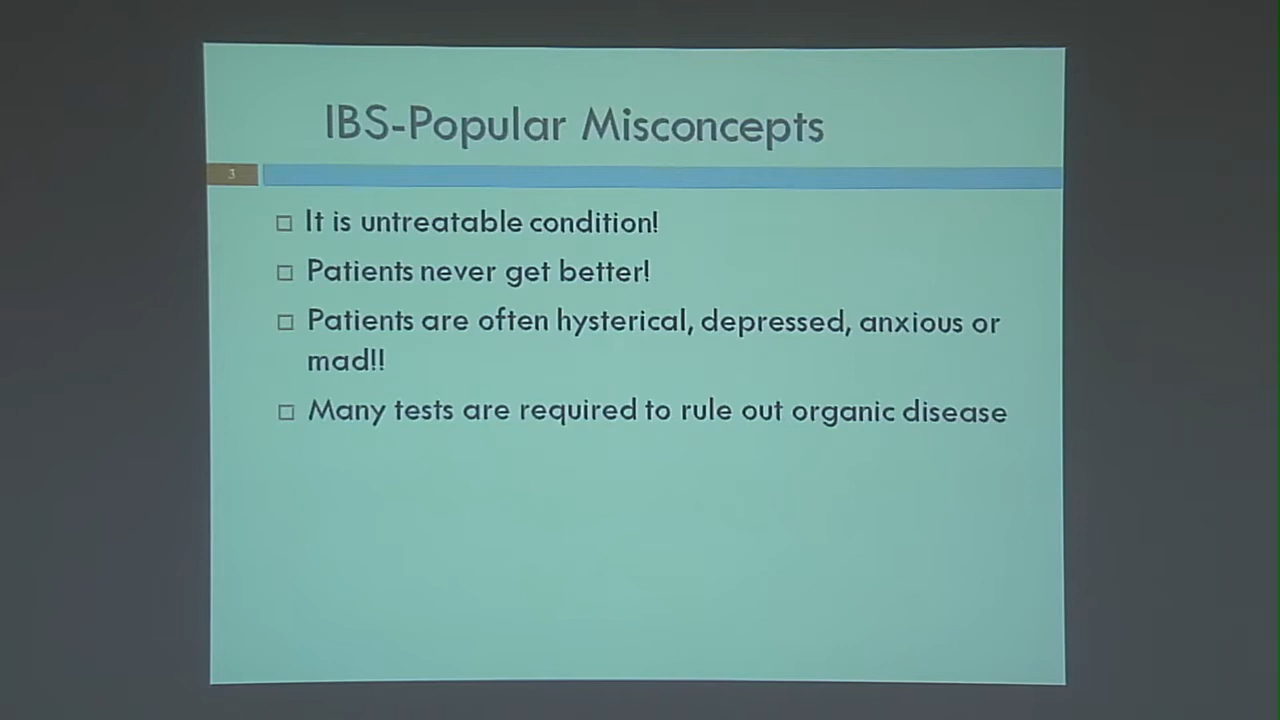 IBS-Popular Misconcepts
3
It is untreatable condition!
Patients never get better!
Patients are often hysterical, depressed, anxious or
mad!!
Many tests are required to rule out organic disease